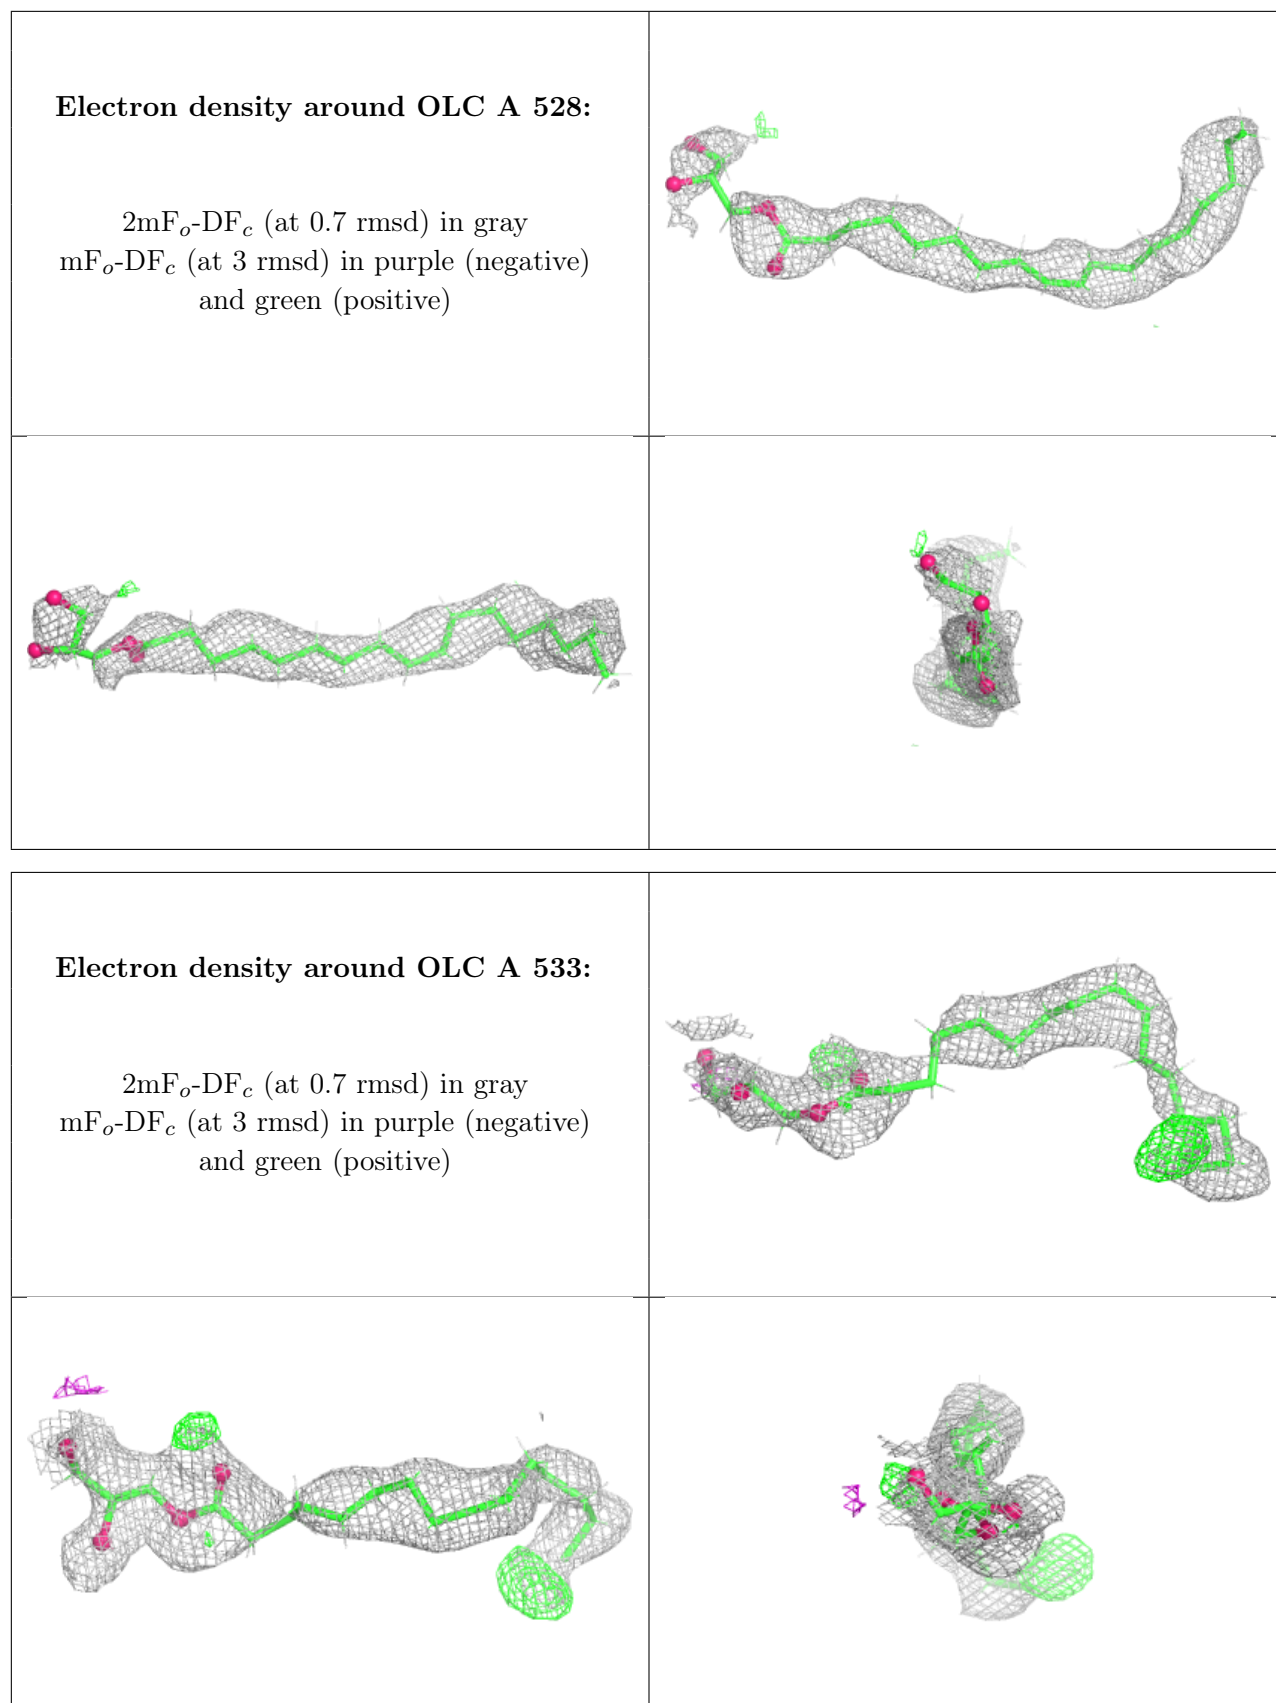 Electron density around OLC A 528:
2mFo-DFc (at 0.7 rmsd) in gray
mFo-DFc (at 3 rmsd) in purple (negative)
and green (positive)
Electron density around OLC A 533:
2mFo-DFc (at 0.7 rmsd) in gray
mFo-DFc (at 3 rmsd) in purple (negative)
and green (positive)